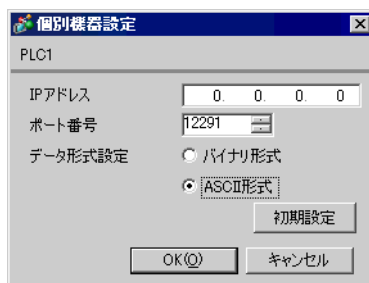 個別機器設定
PLC1
IPアドレス 0. 0. 0. 0
ポート番号 12291
データ形式設定 バイナリ形式
ASCII形式
初期設定
OK(O) キャンセル